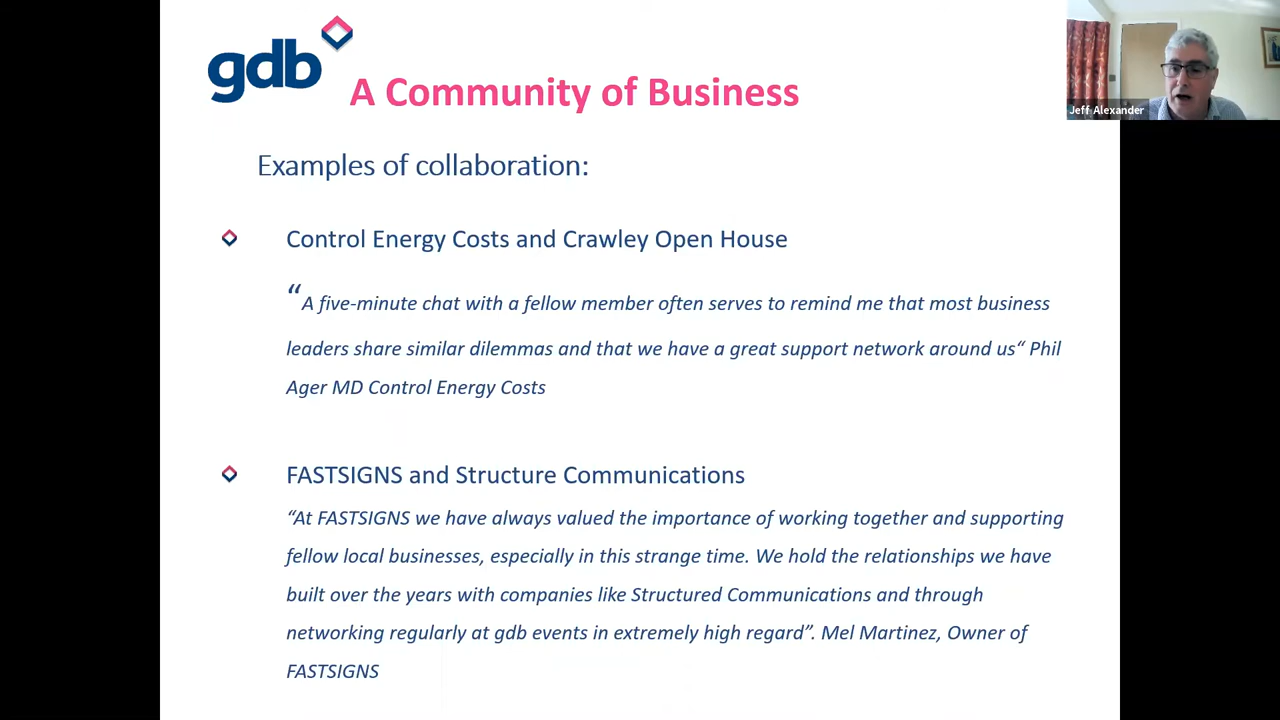 gdb
A Community of Business
Jeff Alexander
Examples of collaboration:
Control Energy Costs and Crawley Open House
“A five-minute chat with a fellow member often serves to remind me that most business
leaders share similar dilemmas and that we have a great support network around us“ Phil
Ager MD Control Energy Costs
FASTSIGNS and Structure Communications
“At FASTSIGNS we have always valued the importance of working together and supporting
fellow local businesses, especially in this strange time. We hold the relationships we have
built over the years with companies like Structured Communications and through
networking regularly at gdb events in extremely high regard”. Mel Martinez, Owner of
FASTSIGNS